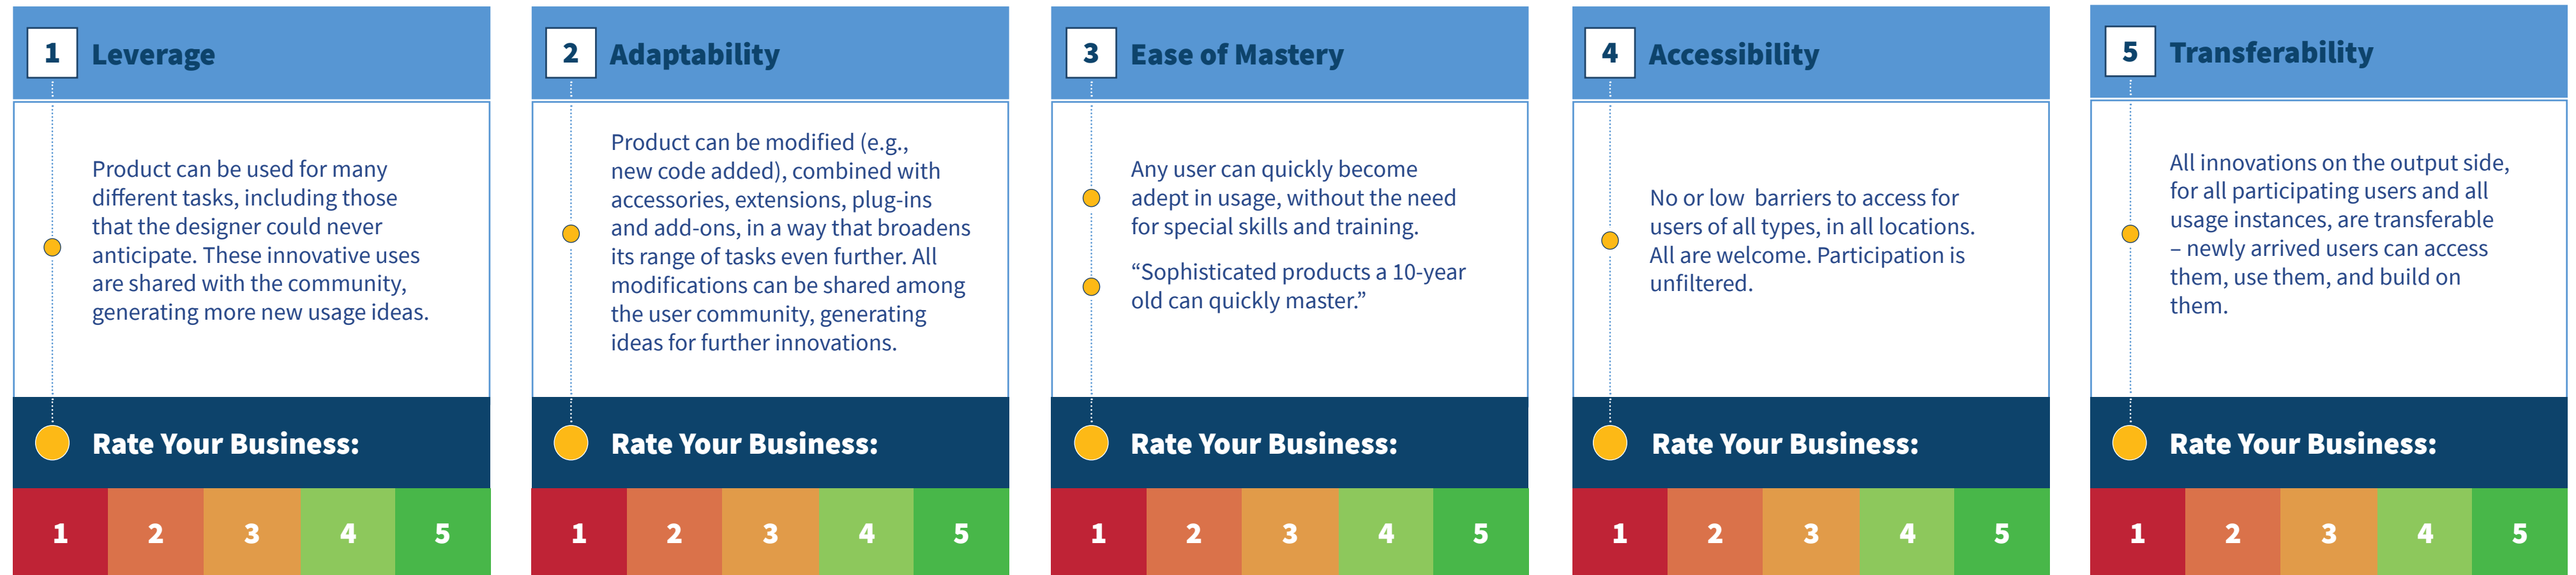 1 Leverage
Product can be used for many
different tasks, including those
that the designer could never
anticipate. These innovative uses
are shared with the community,
generating more new usage ideas.
Rate Your Business:
1 2 3 4 5
2 Adaptability
Product can be modified (e.g.,
new code added), combined with
accessories, extensions, plug-ins
and add-ons, in a way that broadens
its range of tasks even further. All
modifications can be shared among
the user community, generating
ideas for further innovations.
Rate Your Business:
1 2 3 4 5
3 Ease of Mastery
Any user can quickly become
adept in usage, without the need
for special skills and training.
“Sophisticated products a 10-year
old can quickly master.”
Rate Your Business:
1 2 3 4 5
4 Accessibility
No or low barriers to access for
users of all types, in all locations.
All are welcome. Participation is
unfiltered.
Rate Your Business:
1 2 3 4 5
5 Transferability
All innovations on the output side,
for all participating users and all
usage instances, are transferable
– newly arrived users can access
them, use them, and build on
them.
Rate Your Business:
1 2 3 4 5